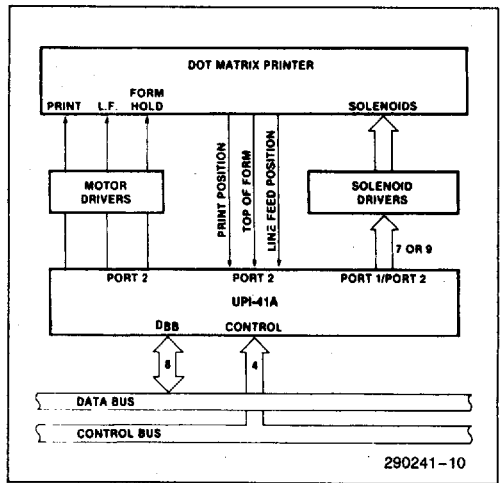 DOT MATRIX PRINTER
PRINT L.F. FORM HOLD SOLENOIDS
MOTOR DRIVERS
PRINT POSITION
TOP OF FORM
LINE FEED POSITION
SOLENOID DRIVERS
7 OR 9
PORT 2 PORT 2 PORT 1/PORT 2
UPI-41A
DBB CONTROL
8 4
DATA BUS
CONTROL BUS
290241-10